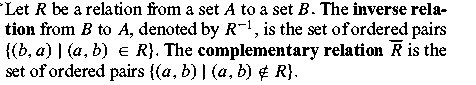 Let R be a relation from a set A to a set B. The inverse rela-
tion from B to A, denoted by R⁻¹, is the set of ordered pairs
{(b, a) | (a, b) ∈ R}. The complementary relation R̅ is the
set of ordered pairs {(a, b) | (a, b) ∉ R}.